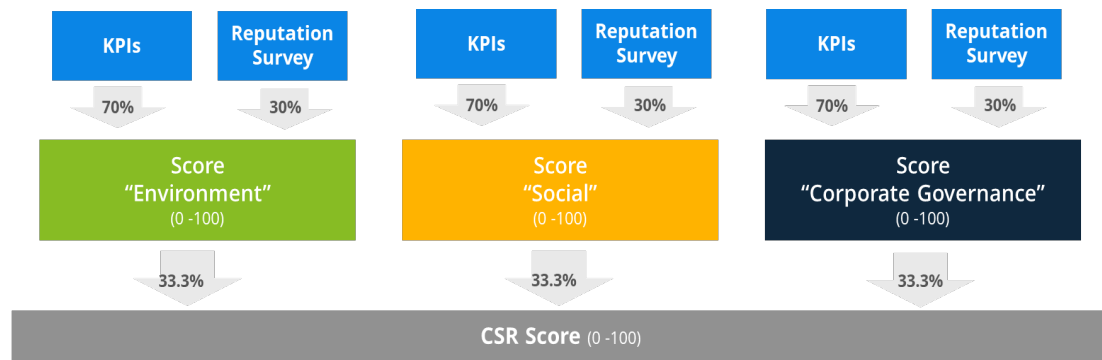 KPIs
Reputation
Survey
KPIs
Reputation
Survey
KPIs
Reputation
Survey
70%
30%
70%
30%
70%
30%
Score
“Environment”
(0 -100)
Score
“Social”
(0 -100)
Score
“Corporate Governance”
(0 -100)
33.3%
33.3%
33.3%
CSR Score (0 -100)